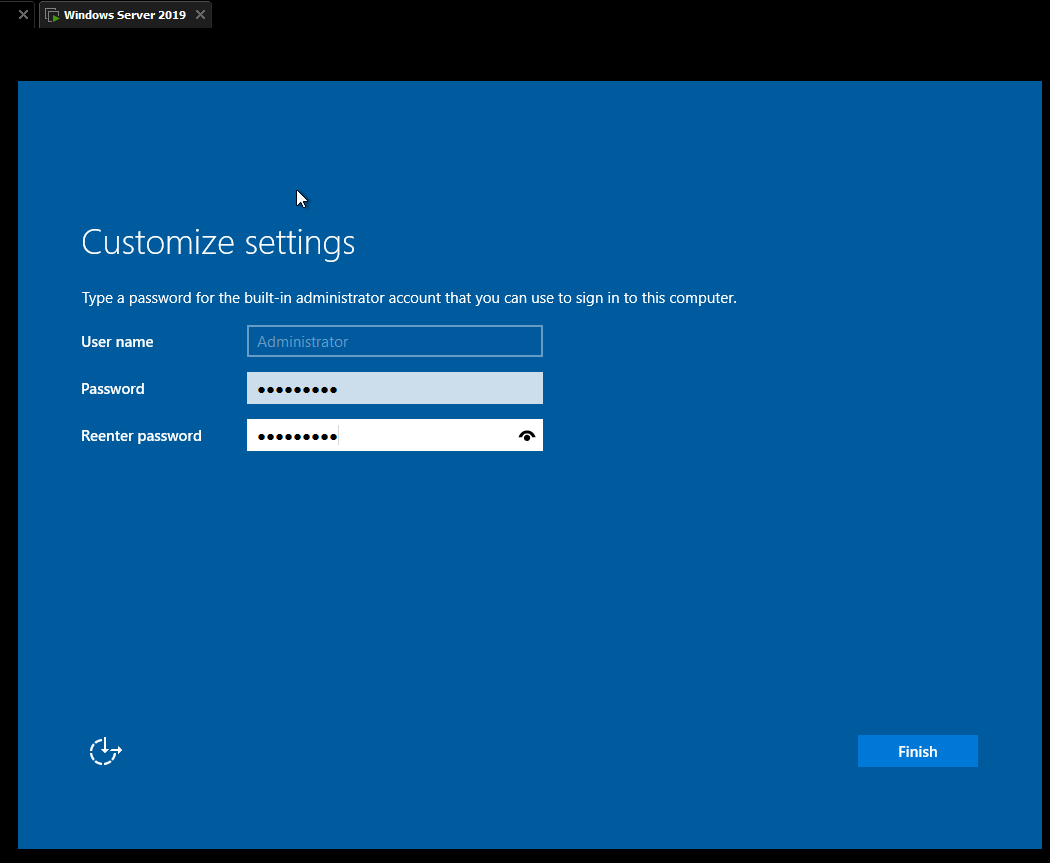 Windows Server 2019
Customize settings
Type a password for the built-in administrator account that you can use to sign in to this computer.
User name
Administrator
Password
●●●●●●●●●
Reenter password
●●●●●●●●●
Finish